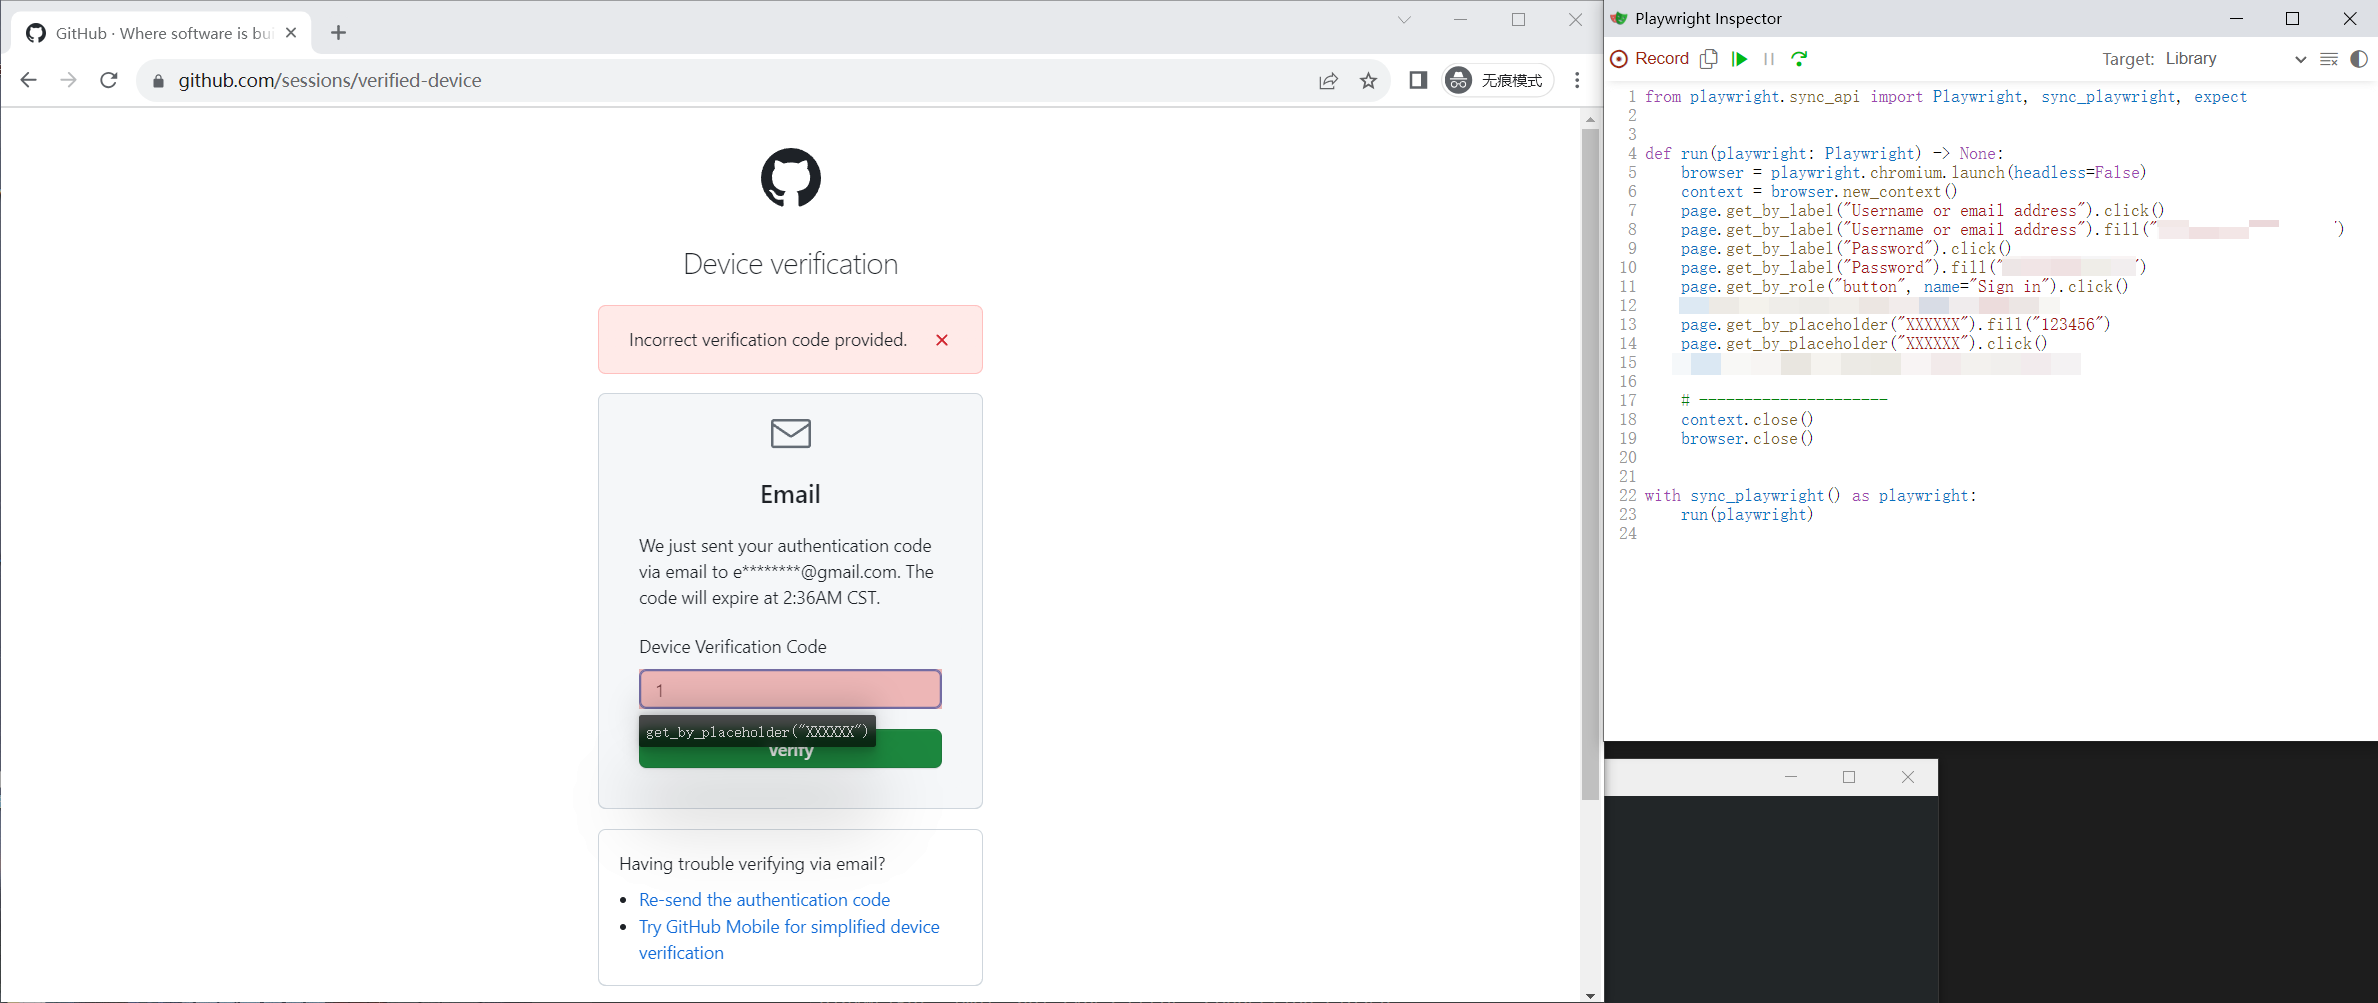 GitHub · Where software is bui
github.com/sessions/verified-device
无痕模式
Device verification
Incorrect verification code provided.
Email
We just sent your authentication code
via email to e********@gmail.com. The
code will expire at 2:36AM CST.
Device Verification Code
1
get_by_placeholder("XXXXXX")
Verify
Having trouble verifying via email?
Re-send the authentication code
Try GitHub Mobile for simplified device
verification
Playwright Inspector
Record
Target: Library
1 from playwright.sync_api import Playwright, sync_playwright, expect
2
3
4 def run(playwright: Playwright) -> None:
5 browser = playwright.chromium.launch(headless=False)
6 context = browser.new_context()
7 page.get_by_label("Username or email address").click()
8 page.get_by_label("Username or email address").fill(" ")
9 page.get_by_label("Password").click()
10 page.get_by_label("Password").fill(" ")
11 page.get_by_role("button", name="Sign in").click()
12
13 page.get_by_placeholder("XXXXXX").fill("123456")
14 page.get_by_placeholder("XXXXXX").click()
15
16
17 # ---------------------
18 context.close()
19 browser.close()
20
21
22 with sync_playwright() as playwright:
23 run(playwright)
24